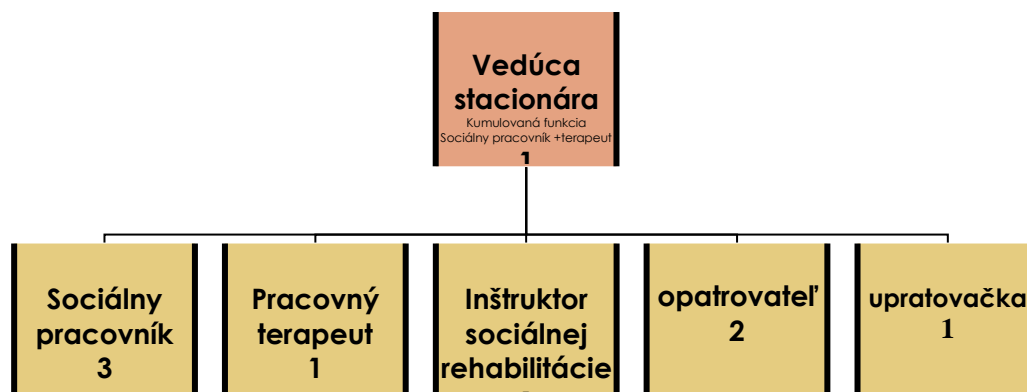 Vedúca
stacionára
Kumulovaná funkcia
Sociálny pracovník +terapeut
1
Sociálny
pracovník
3
Pracovný
terapeut
1
Inštruktor
sociálnej
rehabilitácie
opatrovateľ
2
upratovačka
1